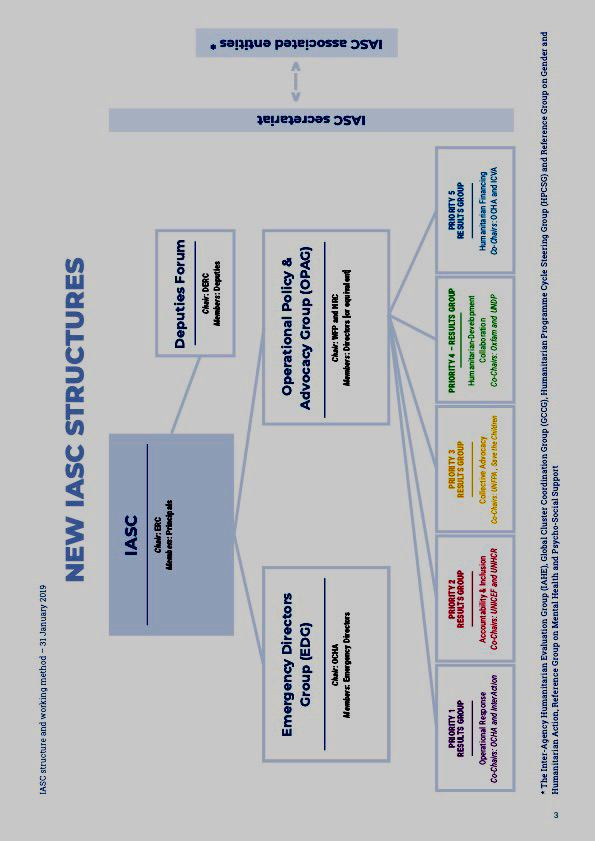 IASC structure and working method – 31 January 2019
NEW IASC STRUCTURES
IASC
Chair: ERC
Members: Principals
Deputies Forum
Chair: DERC
Members: Deputies
Emergency Directors
Group (EDG)
Chair: OCHA
Members: Emergency Directors
Operational Policy &
Advocacy Group (OPAG)
Chair: WFP and NRC
Members: Directors (or equivalent)
PRIORITY 1
RESULTS GROUP
Operational Response
Co-Chairs: OCHA and InterAction
PRIORITY 2
RESULTS GROUP
Accountability & Inclusion
Co-Chairs: UNICEF and UNHCR
PRIORITY 3
RESULTS GROUP
Collective Advocacy
Co-Chairs: UNFPA , Save the Children
PRIORITY 4 – RESULTS GROUP
Humanitarian-Development
Collaboration
Co-Chairs: Oxfam and UNDP
PRIORITY 5
RESULTS GROUP
Humanitarian Financing
Co-Chairs: OCHA and ICVA
IASC secretariat
IASC associated entities *
* The Inter-Agency Humanitarian Evaluation Group (IAHE), Global Cluster Coordination Group (GCCG), Humanitarian Programme Cycle Steering Group (HPCSG) and Reference Group on Gender and
Humanitarian Action, Reference Group on Mental Health and Psycho-Social Support
3